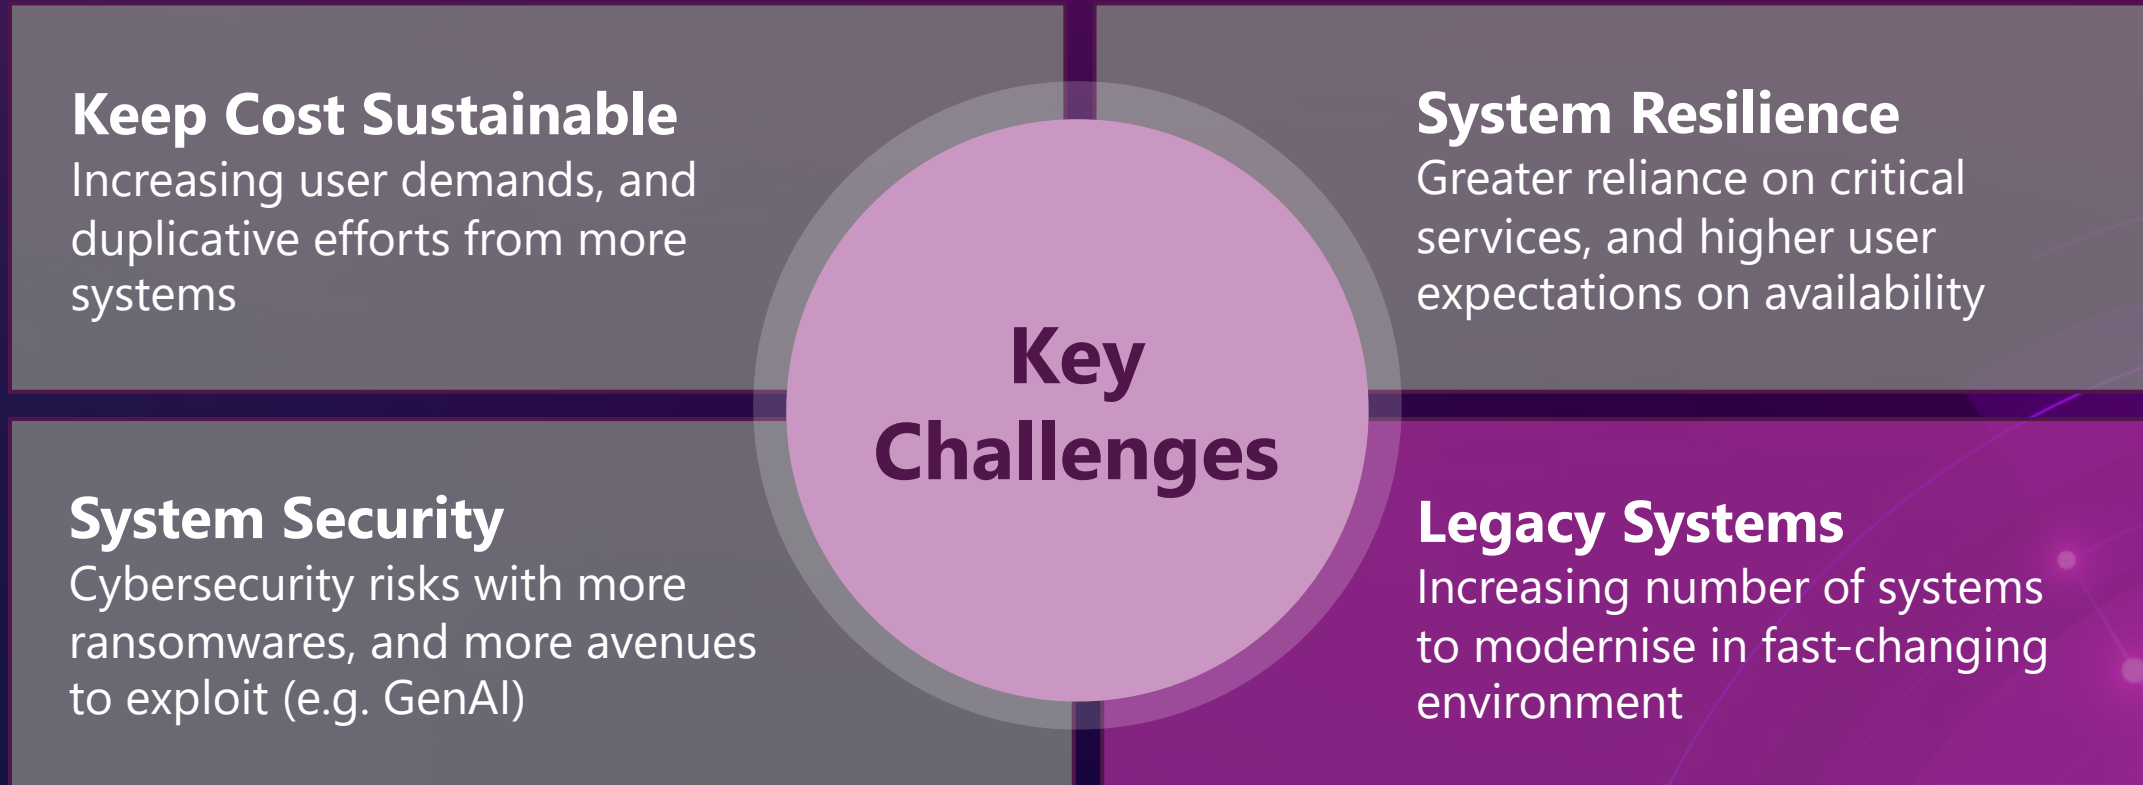 Keep Cost Sustainable
Increasing user demands, and
duplicative efforts from more
systems
System Resilience
Greater reliance on critical
services, and higher user
expectations on availability
Key
Challenges
System Security
Cybersecurity risks with more
ransomwares, and more avenues
to exploit (e.g. GenAI)
Legacy Systems
Increasing number of systems
to modernise in fast-changing
environment